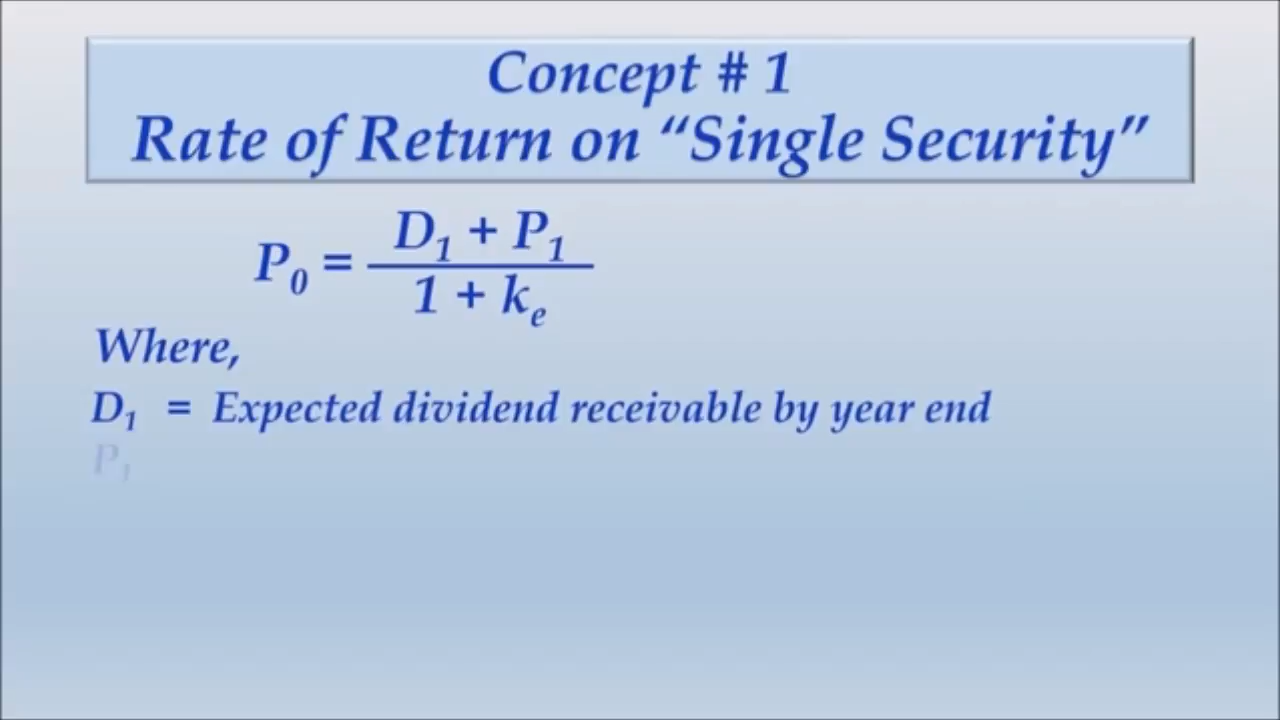 Concept # 1
Rate of Return on “Single Security”
P₀ = D₁ + P₁
1 + kₑ
Where,
D₁ = Expected dividend receivable by year end
P₁